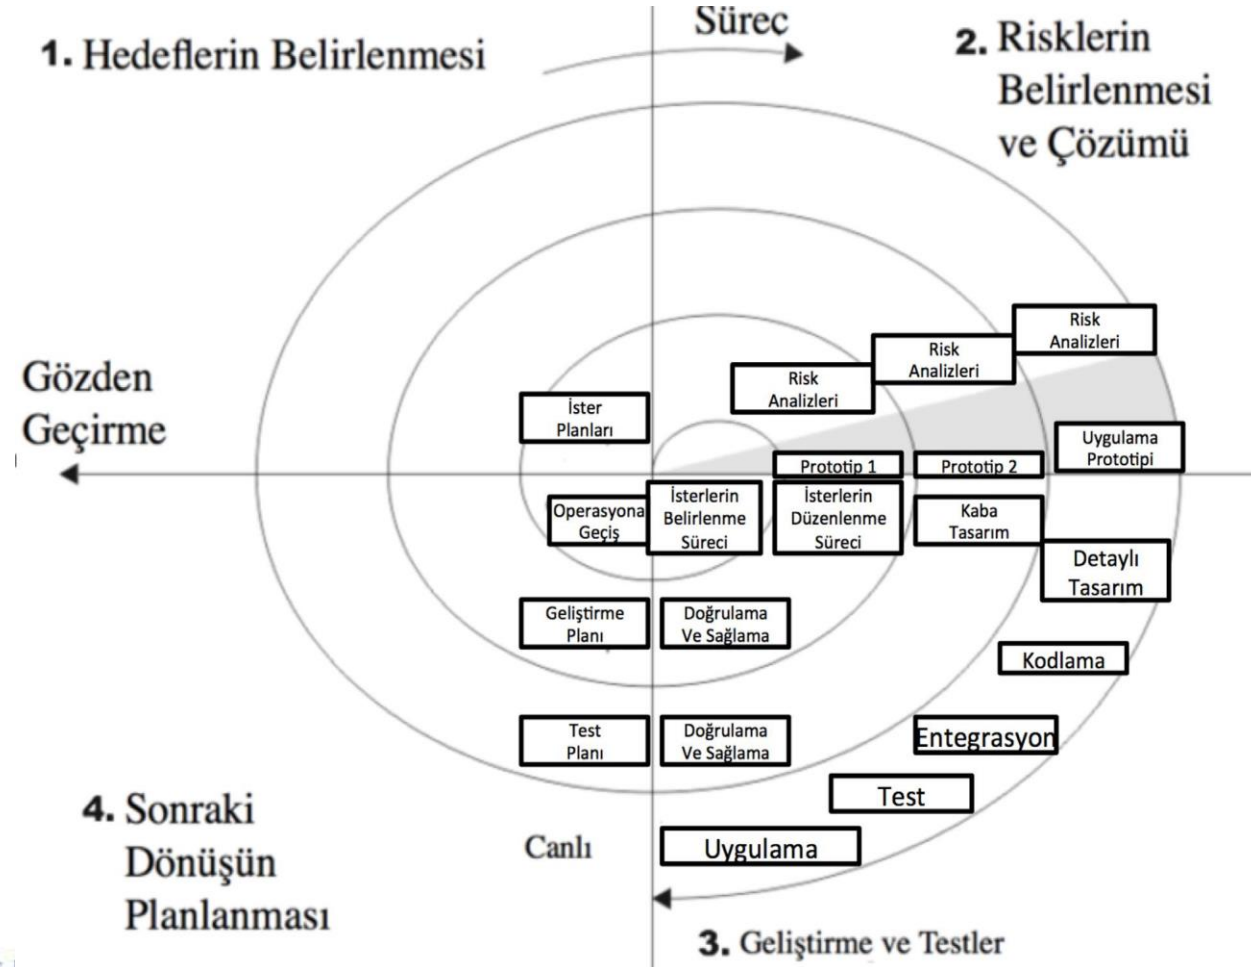 Süreç
1. Hedeflerin Belirlenmesi
2. Risklerin
Belirlenmesi
ve Çözümü
Risk
Analizleri
Risk
Analizleri
Risk
Analizleri
Gözden
Geçirme
İster
Planları
Uygulama
Prototipi
Prototip 1
Prototip 2
Operasyona
Geçiş
İsterlerin
Belirlenme
Süreci
İsterlerin
Düzenlenme
Süreci
Kaba
Tasarım
Detaylı
Tasarım
Geliştirme
Planı
Doğrulama
Ve Sağlama
Kodlama
Test
Planı
Doğrulama
Ve Sağlama
Entegrasyon
Test
4. Sonraki
Dönüşün
Planlanması
Canlı
Uygulama
3. Geliştirme ve Testler